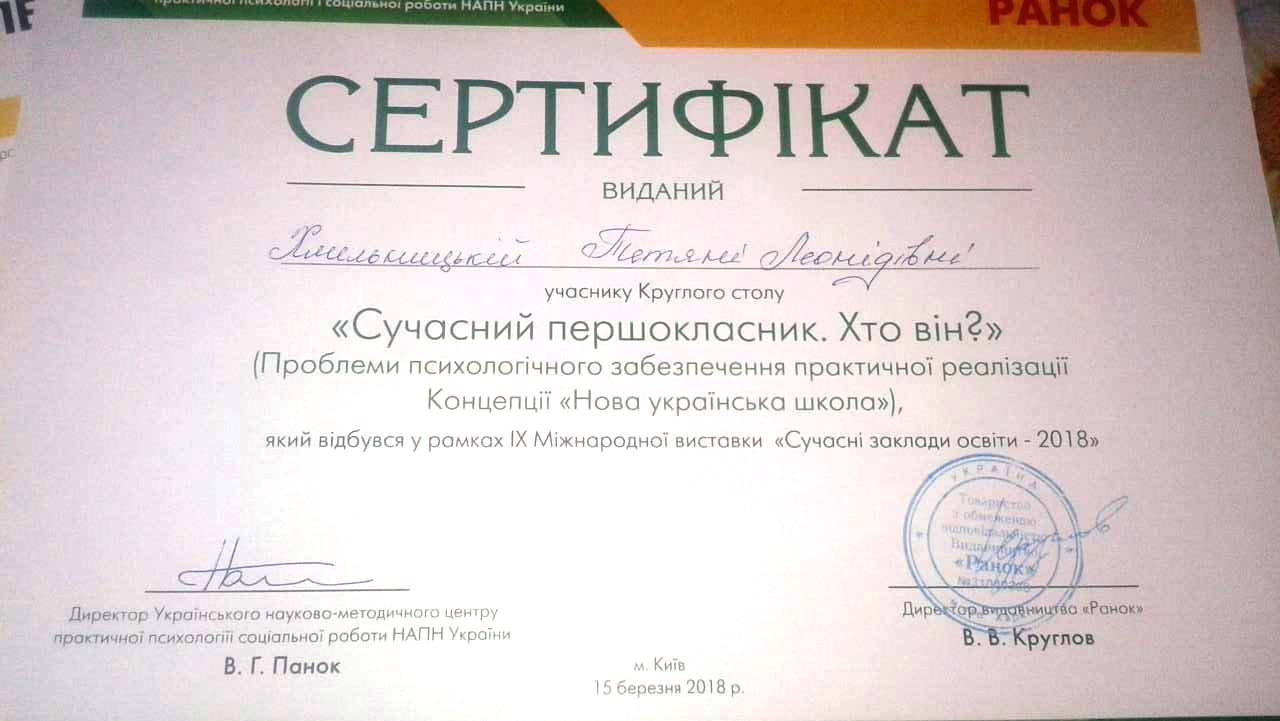 практичної психології і соціальної роботи НАПН України
РАНОК
СЕРТИФІКАТ
ВИДАНИЙ
Хмельницькій Тетяні Леонідівні
учаснику Круглого столу
«Сучасний першокласник. Хто він?»
(Проблеми психологічного забезпечення практичної реалізації
Концепції «Нова українська школа»),
який відбувся у рамках ІХ Міжнародної виставки «Сучасні заклади освіти - 2018»
УКРАЇНА
Товариство
з обмеженою
відповідальністю
«Ранок»
Директор Українського науково-методичного центру
практичної психологіїі соціальної роботи НАПН України
В. Г. Панок
Директор видавництва «Ранок»
В. В. Круглов
м. Київ
15 березня 2018 р.